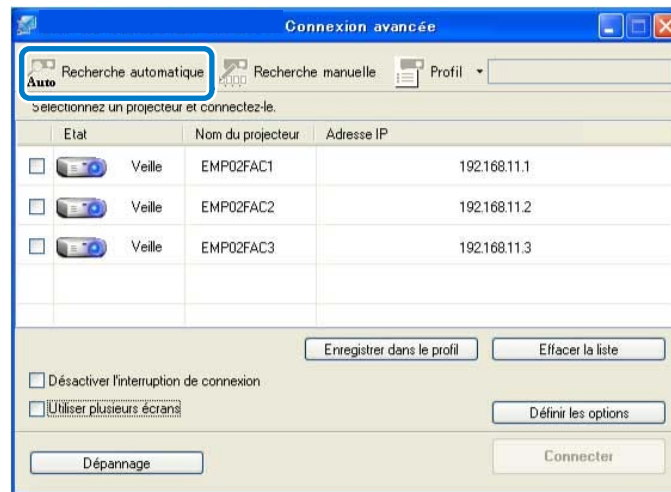 Connexion avancée
Auto Recherche automatique Recherche manuelle Profil
Sélectionnez un projecteur et connectez-le.
Etat Nom du projecteur Adresse IP
Veille EMP02FAC1 192.168.11.1
Veille EMP02FAC2 192.168.11.2
Veille EMP02FAC3 192.168.11.3
Enregistrer dans le profil Effacer la liste
Désactiver l'interruption de connexion
Utiliser plusieurs écrans Définir les options
Dépannage Connecter